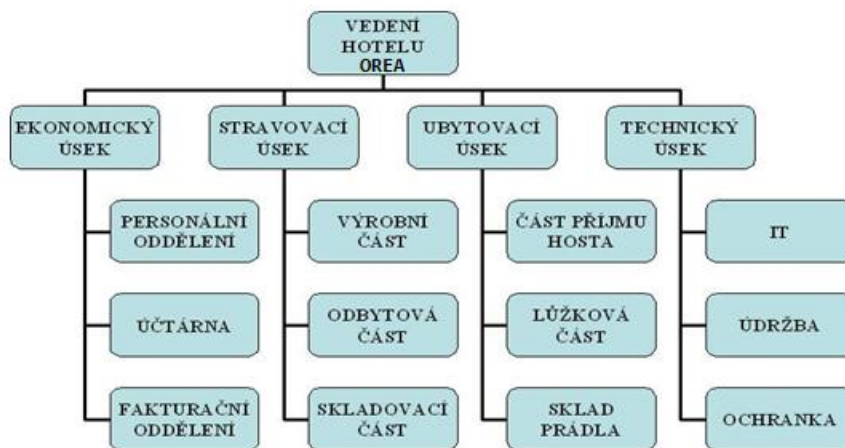 VEDENÍ
HOTELU
OREA
EKONOMICKÝ
ÚSEK
STRAVOVACÍ
ÚSEK
UBYTOVACÍ
ÚSEK
TECHNICKÝ
ÚSEK
PERSONÁLNÍ
ODDĚLENÍ
VÝROBNÍ
ČÁST
ČÁST PŘÍJMU
HOSTA
IT
ÚČTÁRNA
ODBYTOVÁ
ČÁST
LŮŽKOVÁ
ČÁST
ÚDRŽBA
FAKTURAČNÍ
ODDĚLENÍ
SKLADOVACÍ
ČÁST
SKLAD
PRÁDLA
OCHRANKA